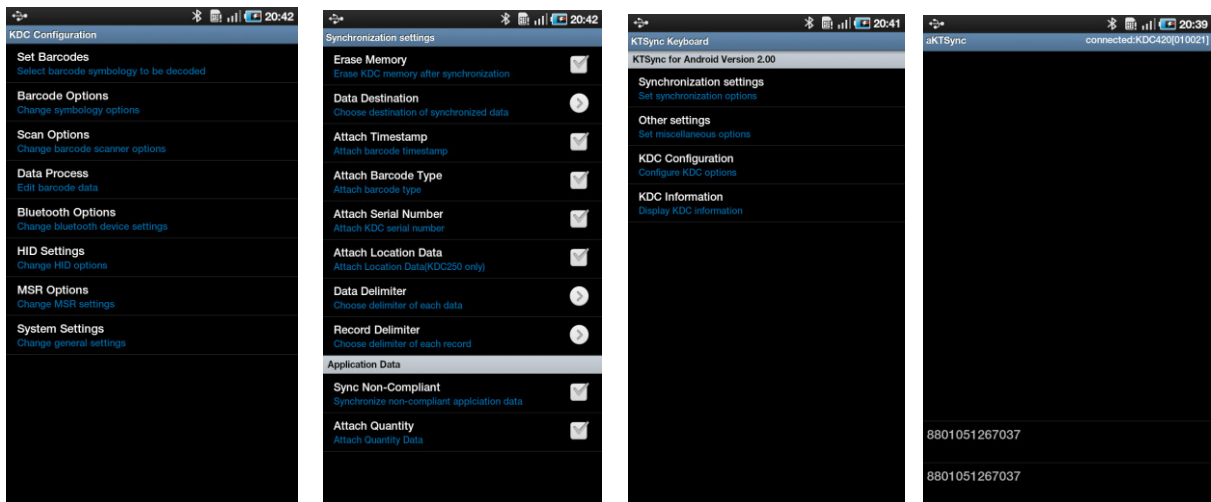 20:42
KDC Configuration
Set Barcodes
Select barcode symbology to be decoded
Barcode Options
Change symbology options
Scan Options
Change barcode scanner options
Data Process
Edit barcode data
Bluetooth Options
Change bluetooth device settings
HID Settings
Change HID options
MSR Options
Change MSR settings
System Settings
Change general settings
20:42
Synchronization settings
Erase Memory
Erase KDC memory after synchronization
Data Destination
Choose destination of synchronized data
Attach Timestamp
Attach barcode timestamp
Attach Barcode Type
Attach barcode type
Attach Serial Number
Attach KDC serial number
Attach Location Data
Attach Location Data(KDC250 only)
Data Delimiter
Choose delimiter of each data
Record Delimiter
Choose delimiter of each record
Application Data
Sync Non-Compliant
Synchronize non-compliant applciation data
Attach Quantity
Attach Quantity Data
20:41
KTSync Keyboard
KTSync for Android Version 2.00
Synchronization settings
Set synchronization options
Other settings
Set miscellaneous options
KDC Configuration
Configure KDC options
KDC Information
Display KDC information
20:39
aKTSync connected:KDC420[010021]
8801051267037
8801051267037